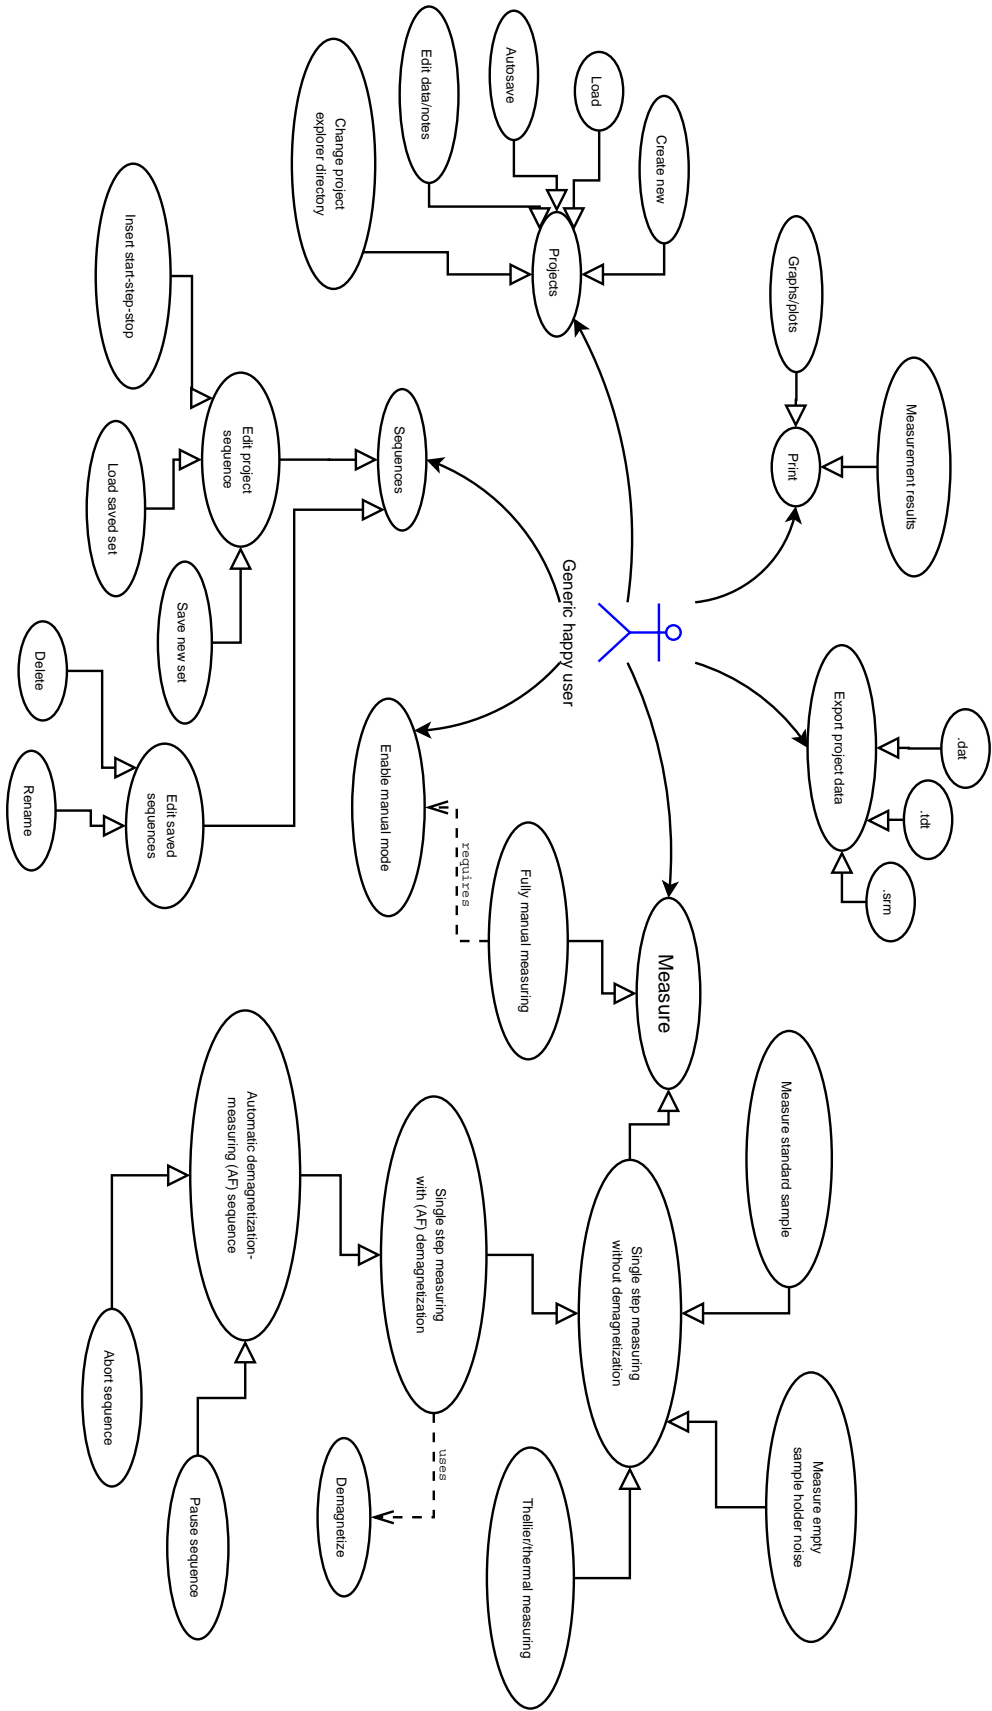 .dat
.tdt
.srm
Export project data
Measurement results
Graphs/plots
Print
Create new
Load
Autosave
Edit data/notes
Change project
explorer directory
Projects
Generic happy user
Sequences
Edit project
sequence
Insert start-step-stop
Load saved set
Save new set
Edit saved
sequences
Delete
Rename
Enable manual mode
requires
Fully manual measuring
Measure
Measure standard sample
Measure empty
sample holder noise
Single step measuring
without demagnetization
Thellier/thermal measuring
Single step measuring
with (AF) demagnetization
uses
Demagnetize
Automatic demagnetization-
measuring (AF) sequence
Abort sequence
Pause sequence